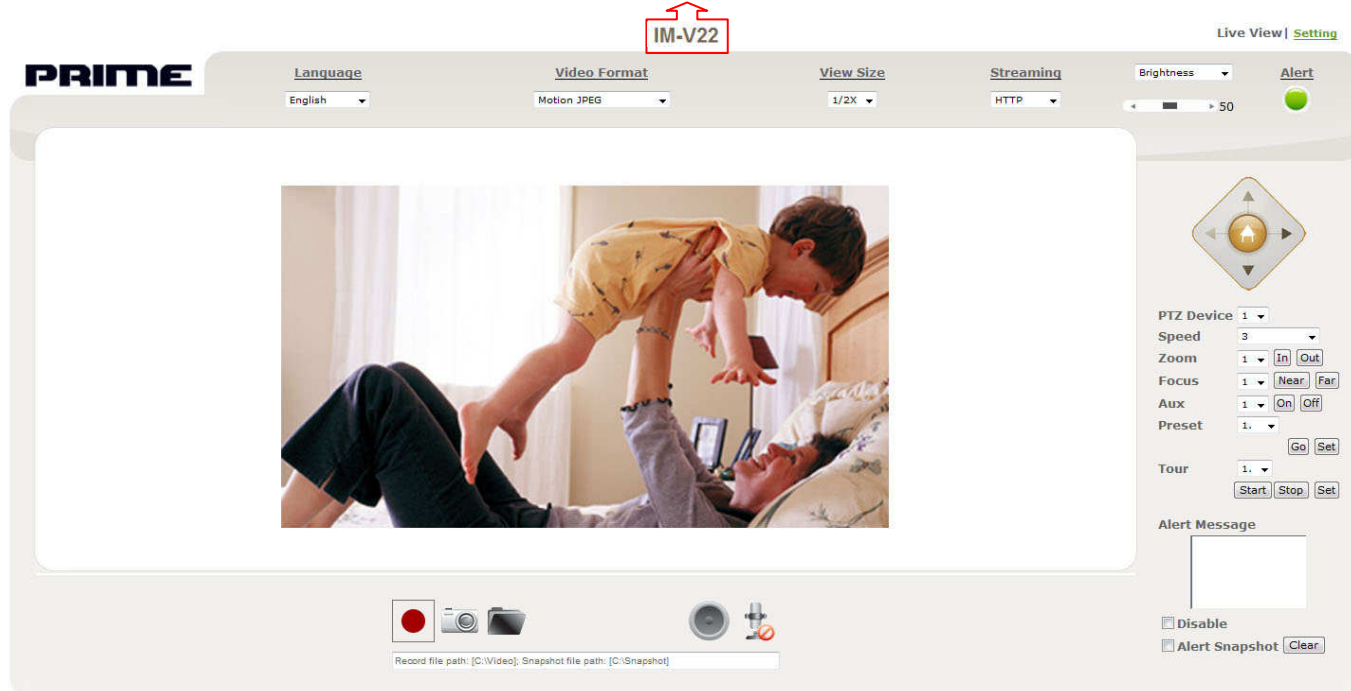 IM-V22
Live View | Setting
PRIME
Language
Video Format
View Size
Streaming
Brightness
Alert
English
Motion JPEG
1/2X
HTTP
50
PTZ Device 1
Speed 3
Zoom 1 In Out
Focus 1 Near Far
Aux 1 On Off
Preset 1.
Go Set
Tour 1.
Start Stop Set
Alert Message
Disable
Alert Snapshot Clear
Record file path: [C:\Video]; Snapshot file path: [C:\Snapshot]